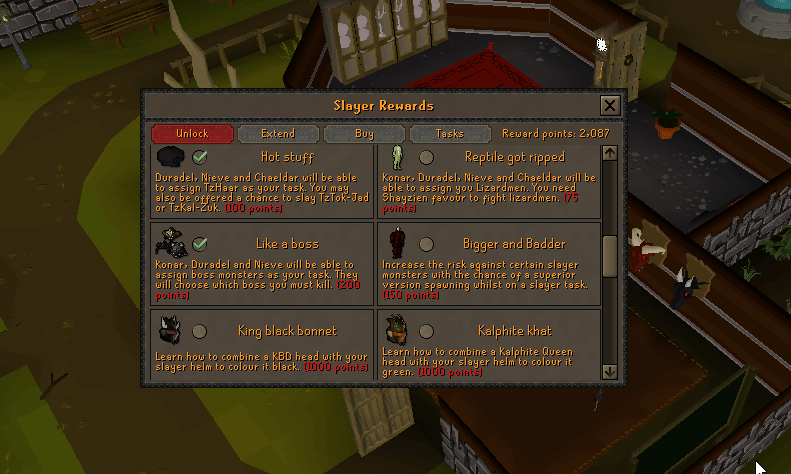 Slayer Rewards
Unlock
Extend
Buy
Tasks
Reward points: 2,087
Hot stuff
Duradel, Nieve and Chaeldar will be able
to assign TzHaar as your task. You may
also be offered a chance to slay TzTok-Jad
or TzKal-Zuk. (100 points)
Reptile got ripped
Konar, Duradel, Nieve and Chaeldar will be
able to assign you Lizardmen. You need
Shayzien favour to fight lizardmen. (75
points)
Like a boss
Konar, Duradel and Nieve will be able to
assign boss monsters as your task. They
will choose which boss you must kill. (200
points)
Bigger and Badder
Increase the risk against certain slayer
monsters with the chance of a superior
version spawning whilst on a slayer task.
(150 points)
King black bonnet
Learn how to combine a KBD head with your
slayer helm to colour it black. (1000 points)
Kalphite khat
Learn how to combine a Kalphite Queen
head with your slayer helm to colour it
green. (1000 points)